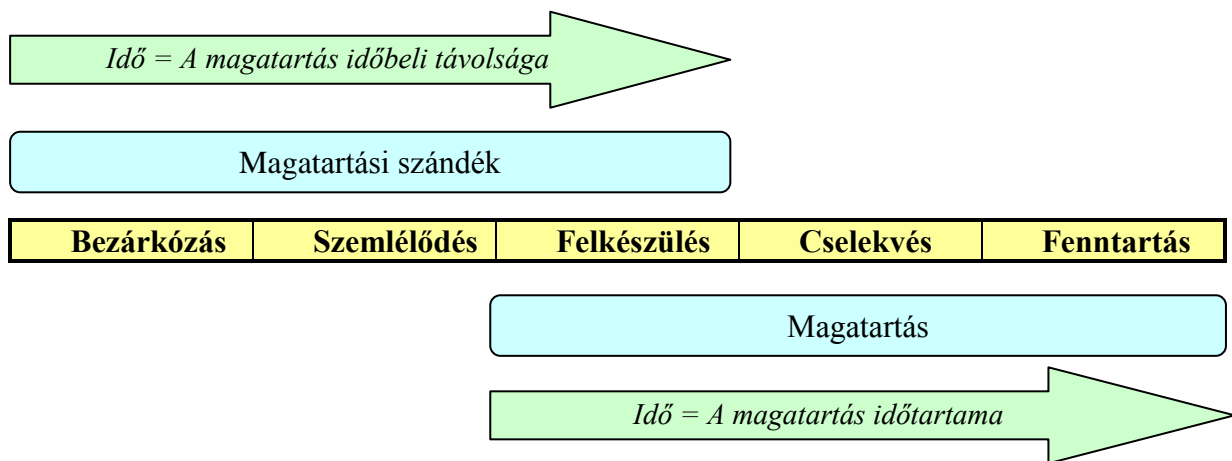 Idő = A magatartás időbeli távolsága
Magatartási szándék
Bezárkózás Szemlélődés Felkészülés Cselekvés Fenntartás
Magatartás
Idő = A magatartás időtartama